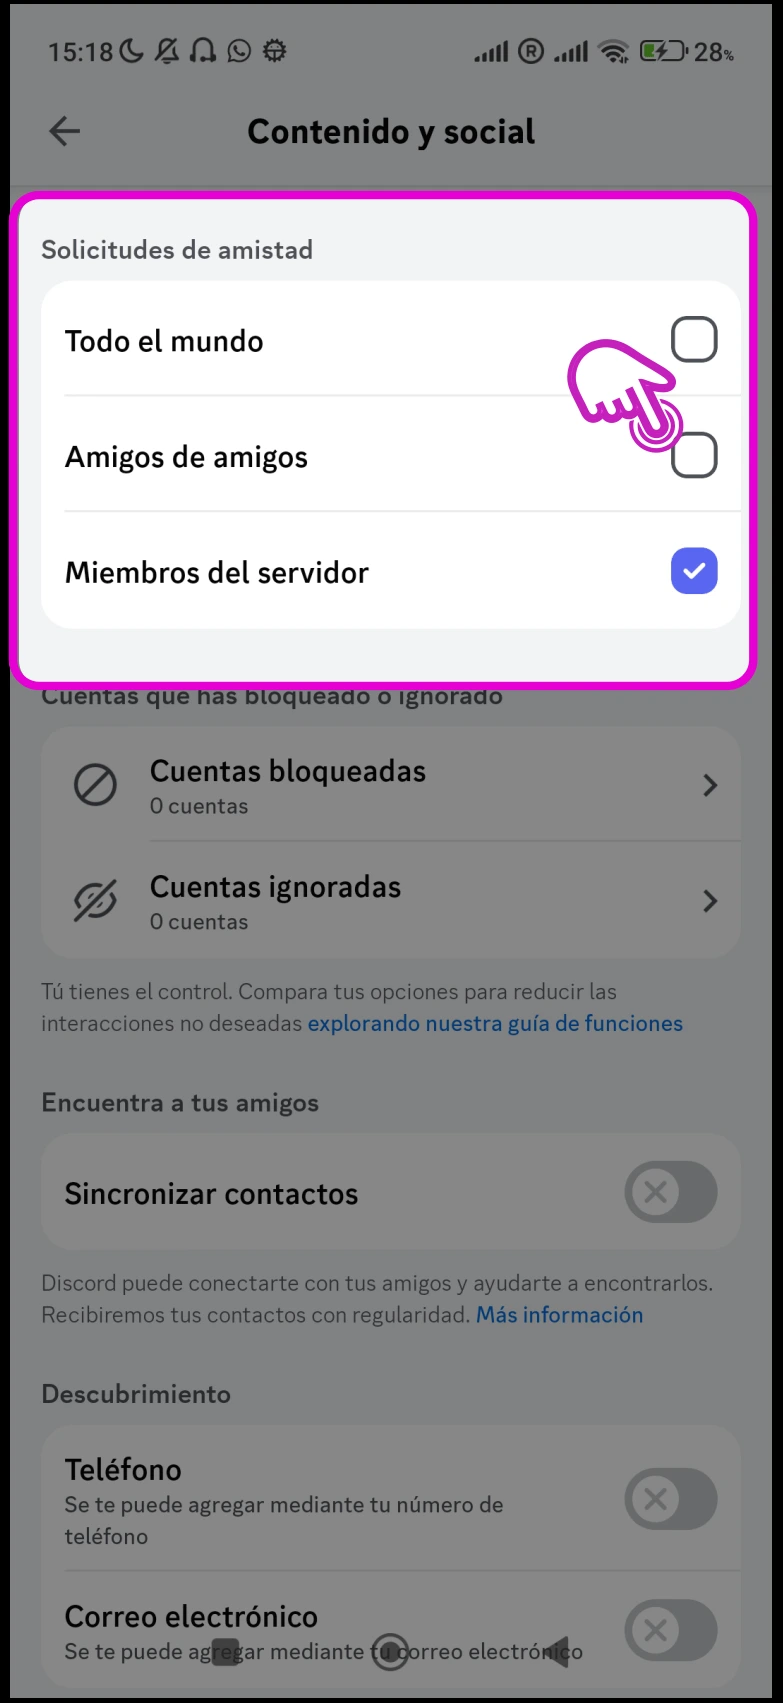 15:18 R 28%
Contenido y social
Solicitudes de amistad
Todo el mundo
Amigos de amigos
Miembros del servidor
Cuentas que has bloqueado o ignorado
Cuentas bloqueadas
0 cuentas
Cuentas ignoradas
0 cuentas
Tú tienes el control. Compara tus opciones para reducir las
interacciones no deseadas explorando nuestra guía de funciones
Encuentra a tus amigos
Sincronizar contactos
Discord puede conectarte con tus amigos y ayudarte a encontrarlos.
Recibiremos tus contactos con regularidad. Más información
Descubrimiento
Teléfono
Se te puede agregar mediante tu número de
teléfono
Correo electrónico
Se te puede agregar mediante tu correo electrónico